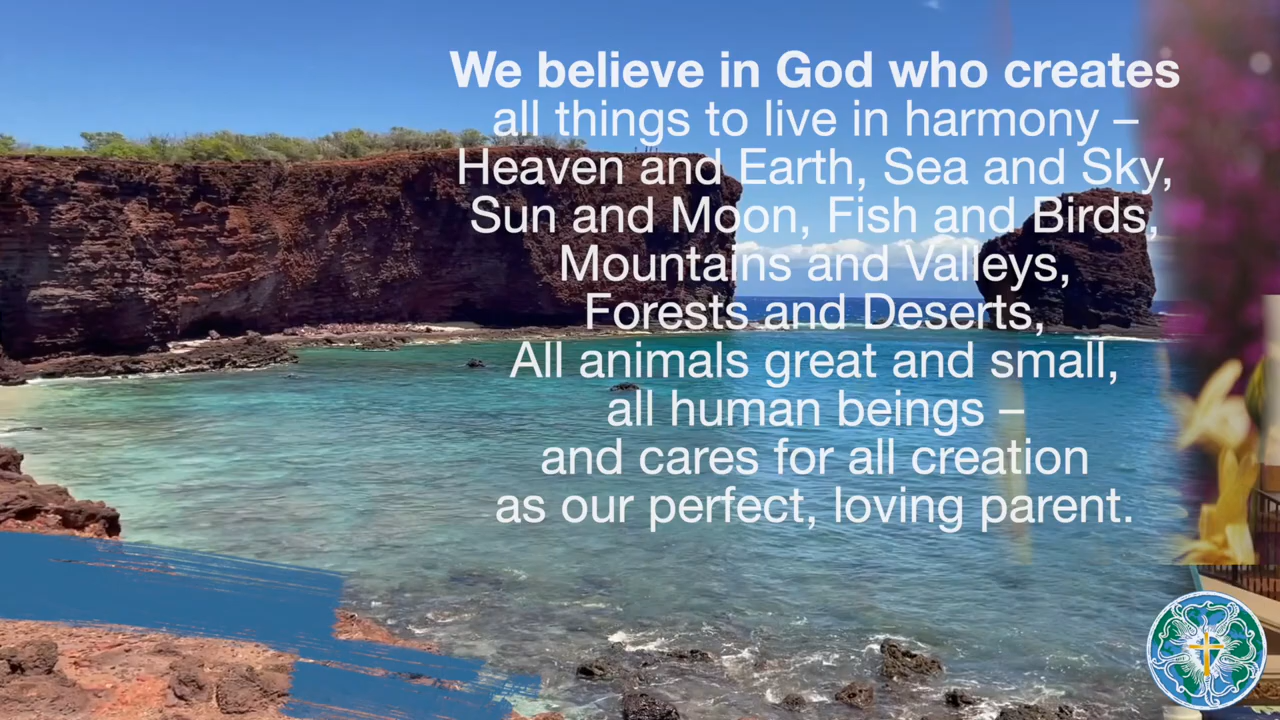 We believe in God who creates
all things to live in harmony –
Heaven and Earth, Sea and Sky,
Sun and Moon, Fish and Birds,
Mountains and Valleys,
Forests and Deserts,
All animals great and small,
all human beings –
and cares for all creation
as our perfect, loving parent.